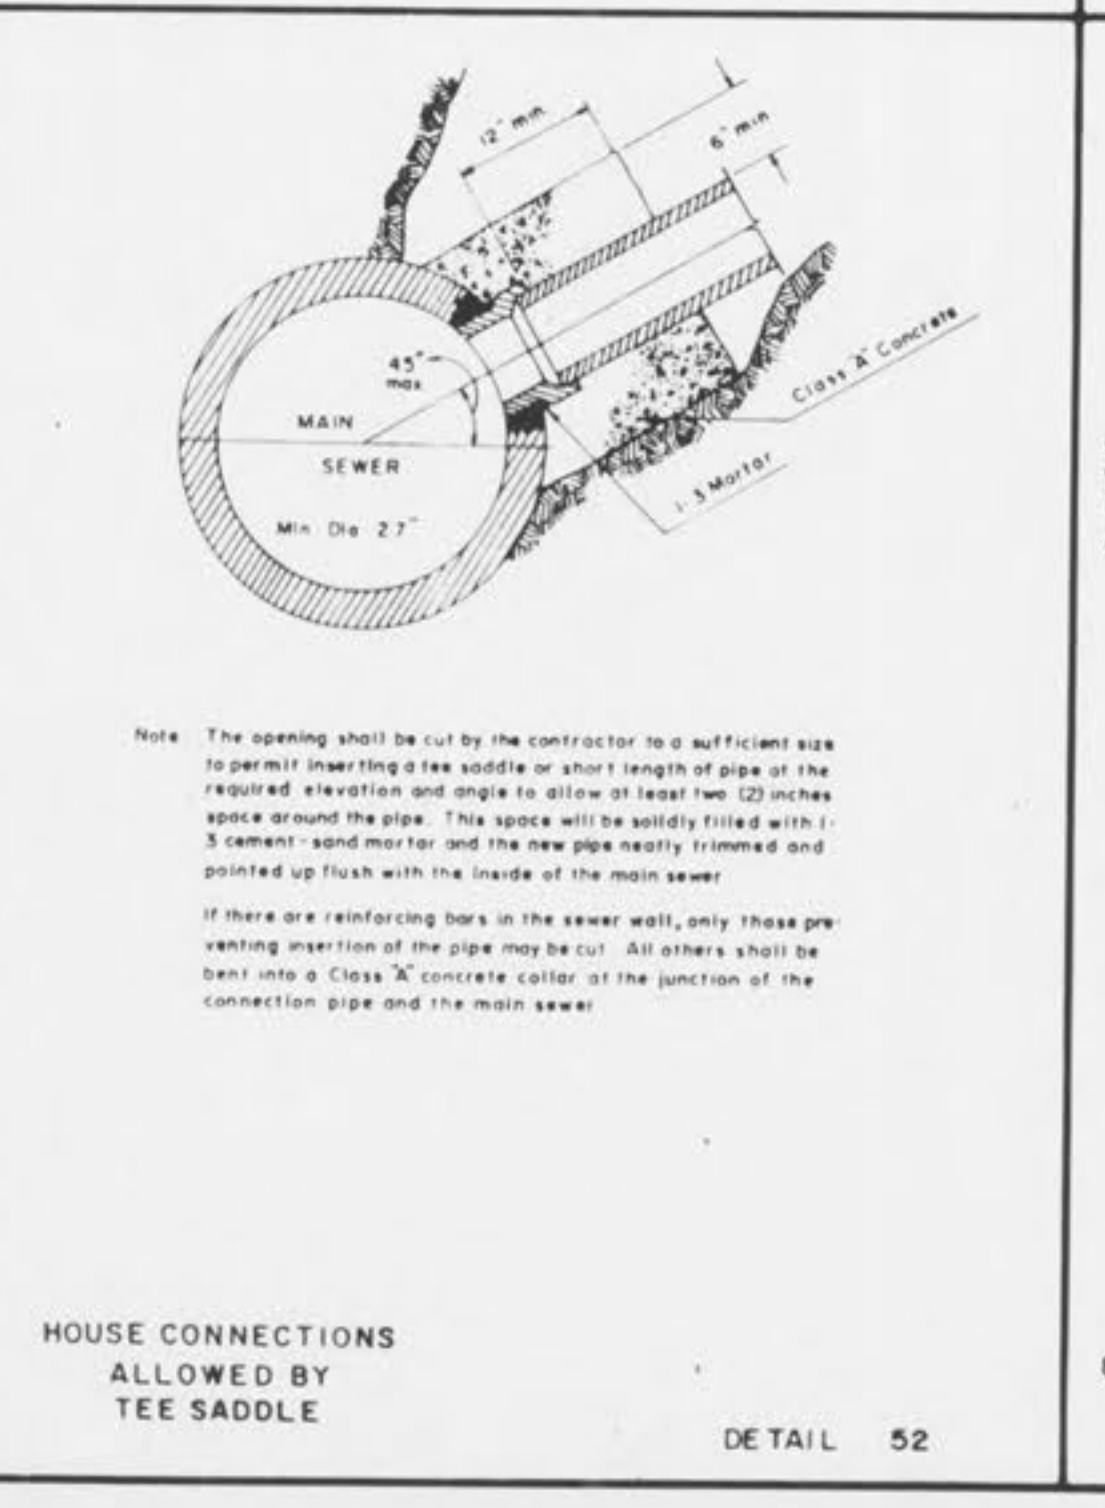 12" min.
6" min
45°
max
MAIN
SEWER
Min. Dia 27"
Class "A" Concrete
1-3 Mortar
Note The opening shall be cut by the contractor to a sufficient size
to permit inserting a tee saddle or short length of pipe at the
required elevation and angle to allow at least two (2) inches
space around the pipe. This space will be solidly filled with 1-
3 cement-sand mortar and the new pipe neatly trimmed and
pointed up flush with the inside of the main sewer
If there are reinforcing bars in the sewer wall, only those pre-
venting insertion of the pipe may be cut All others shall be
bent into a Class "A" concrete collar at the junction of the
connection pipe and the main sewer
HOUSE CONNECTIONS
ALLOWED BY
TEE SADDLE
DETAIL 52